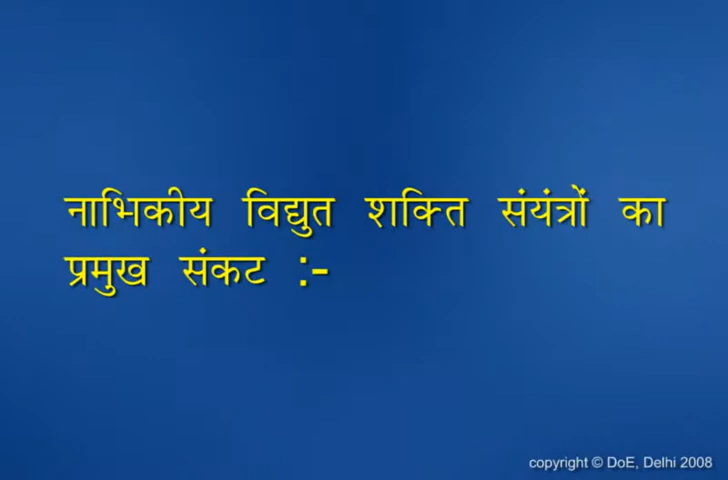 नाभिकीय विद्युत शक्ति संयंत्रों का
प्रमुख संकट :-
copyright © DoE, Delhi 2008